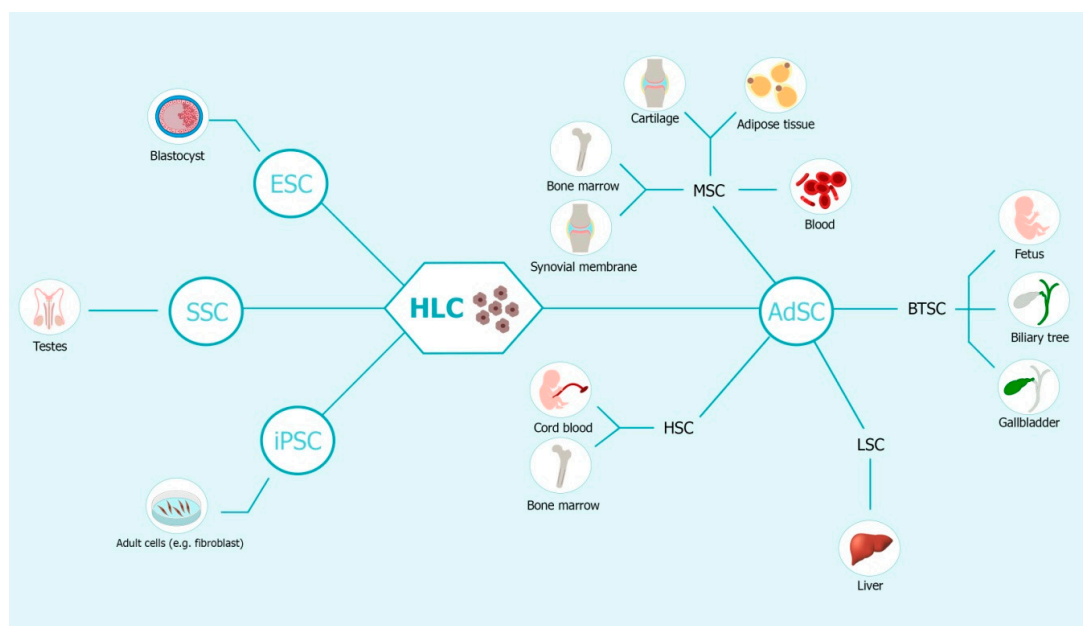 Blastocyst
ESC
Testes
SSC
HLC
iPSC
Adult cells (e.g. fibroblast)
Cartilage
Adipose tissue
Bone marrow
MSC
Blood
Synovial membrane
Fetus
AdSC
BTSC
Biliary tree
Gallbladder
Cord blood
HSC
Bone marrow
LSC
Liver